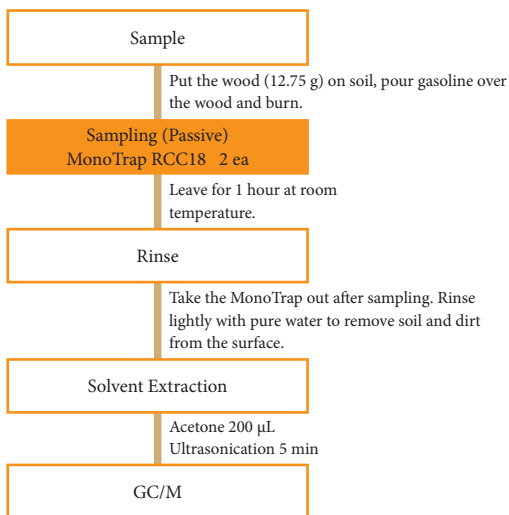 Sample
Put the wood (12.75 g) on soil, pour gasoline over
the wood and burn.
Sampling (Passive)
MonoTrap RCC18 2 ea
Leave for 1 hour at room
temperature.
Rinse
Take the MonoTrap out after sampling. Rinse
lightly with pure water to remove soil and dirt
from the surface.
Solvent Extraction
Acetone 200 μL
Ultrasonication 5 min
GC/M